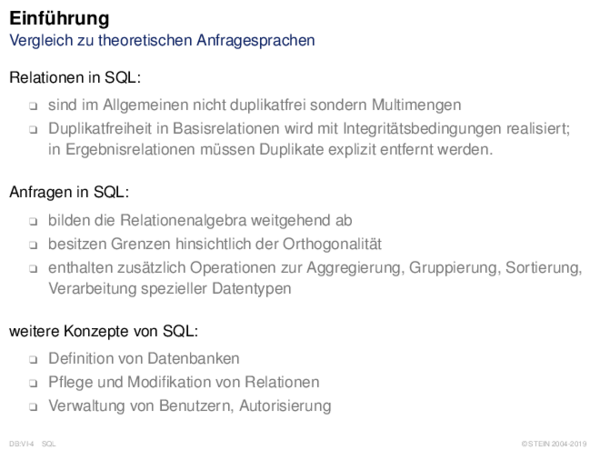 Einführung
Vergleich zu theoretischen Anfragesprachen
Relationen in SQL:
❑ sind im Allgemeinen nicht duplikatfrei sondern Multimengen
❑ Duplikatfreiheit in Basisrelationen wird mit Integritätsbedingungen realisiert;
in Ergebnisrelationen müssen Duplikate explizit entfernt werden.
Anfragen in SQL:
❑ bilden die Relationenalgebra weitgehend ab
❑ besitzen Grenzen hinsichtlich der Orthogonalität
❑ enthalten zusätzlich Operationen zur Aggregierung, Gruppierung, Sortierung,
Verarbeitung spezieller Datentypen
weitere Konzepte von SQL:
❑ Definition von Datenbanken
❑ Pflege und Modifikation von Relationen
❑ Verwaltung von Benutzern, Autorisierung
DB:VI-4 SQL © STEIN 2004-2019